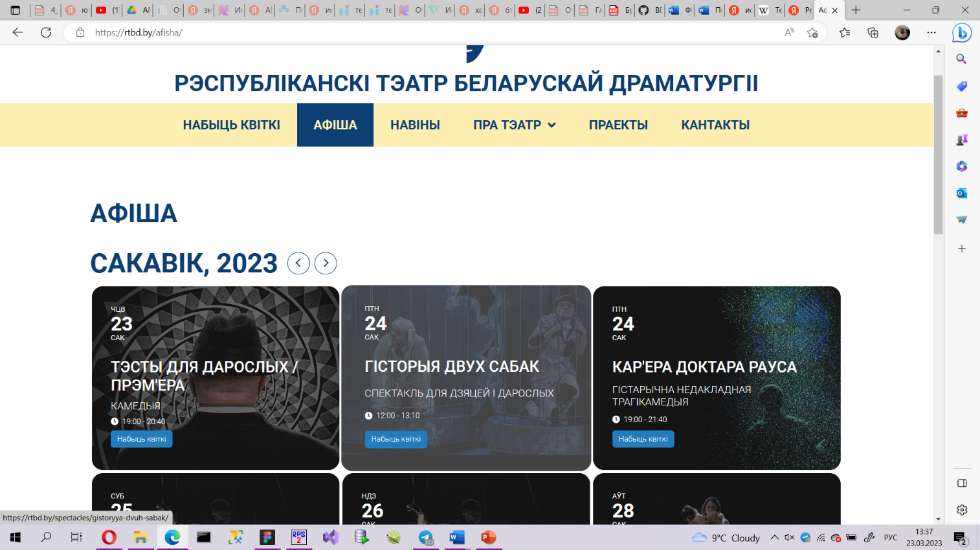 https://rtbd.by/afisha/
РЭСПУБЛІКАНСКІ ТЭАТР БЕЛАРУСКАЙ ДРАМАТУРГІІ
НАБЫЦЬ КВІТКІ АФІША НАВІНЫ ПРА ТЭАТР ПРАЕКТЫ КАНТАКТЫ
АФІША
САКАВІК, 2023
ЧЦВ
23
САК
ТЭСТЫ ДЛЯ ДАРОСЛЫХ /
ПРЭМ'ЕРА
КАМЕДЫЯ
19:00 - 20:40
Набыць квіткі
ПТН
24
САК
ГІСТОРЫЯ ДВУХ САБАК
СПЕКТАКЛЬ ДЛЯ ДЗЯЦЕЙ І ДАРОСЛЫХ
12:00 - 13:10
Набыць квіткі
ПТН
24
САК
КАР'ЕРА ДОКТАРА РАУСА
ГІСТАРЫЧНА НЕДАКЛАДНАЯ
ТРАГІКАМЕДЫЯ
19:00 - 21:40
Набыць квіткі
СУБ
25
НДЗ
26
САК
АЎТ
28
САК
https://rtbd.by/spectacles/gistoryya-dvuh-sabak/
9°C Cloudy
РУС
13:37
23.03.2023
2